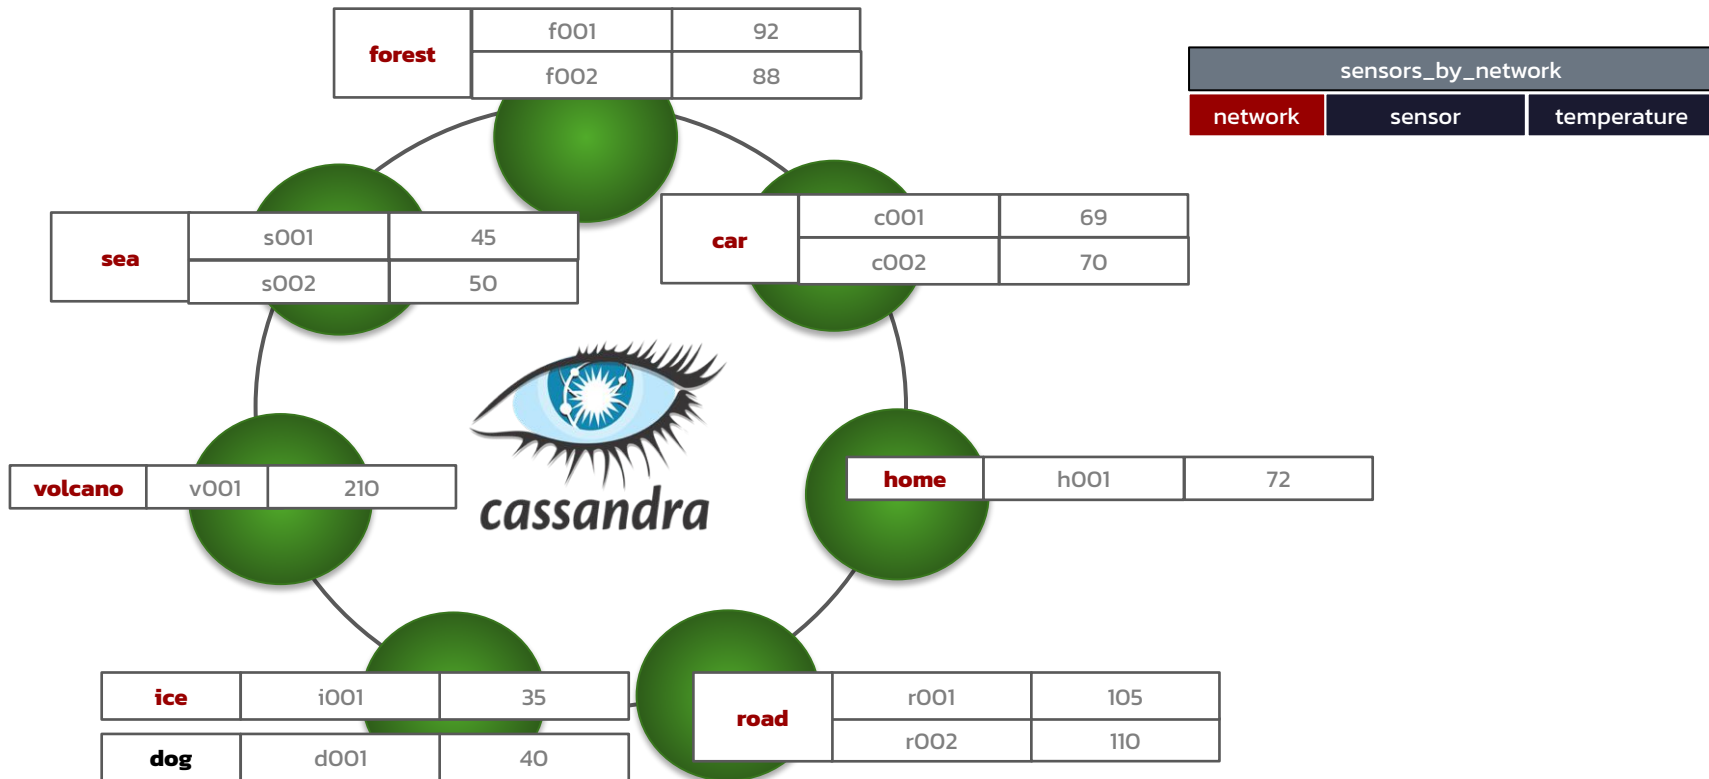 forest f001 92
f002 88
sensors_by_network
network sensor temperature
sea s001 45
s002 50
car c001 69
c002 70
cassandra
volcano v001 210
home h001 72
ice i001 35
dog d001 40
road r001 105
r002 110